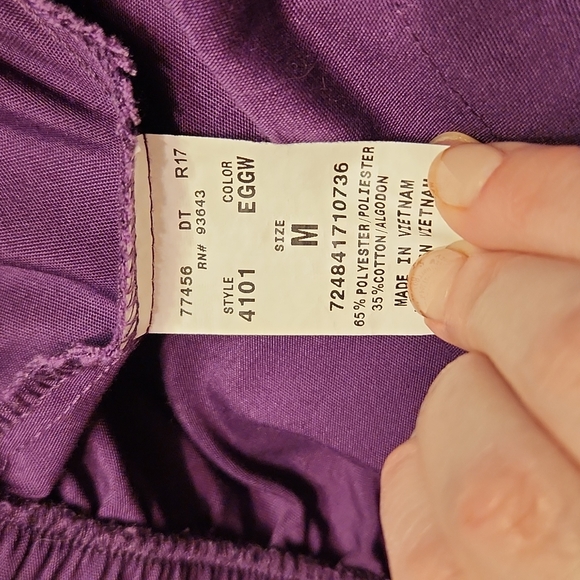 77456 DT R17
RN# 93643
STYLE COLOR
4101 EGGW
SIZE
M
724841710736
65% POLYESTER/POLIESTER
35%COTTON/ALGODON
MADE IN VIETNAM
VIETNAM